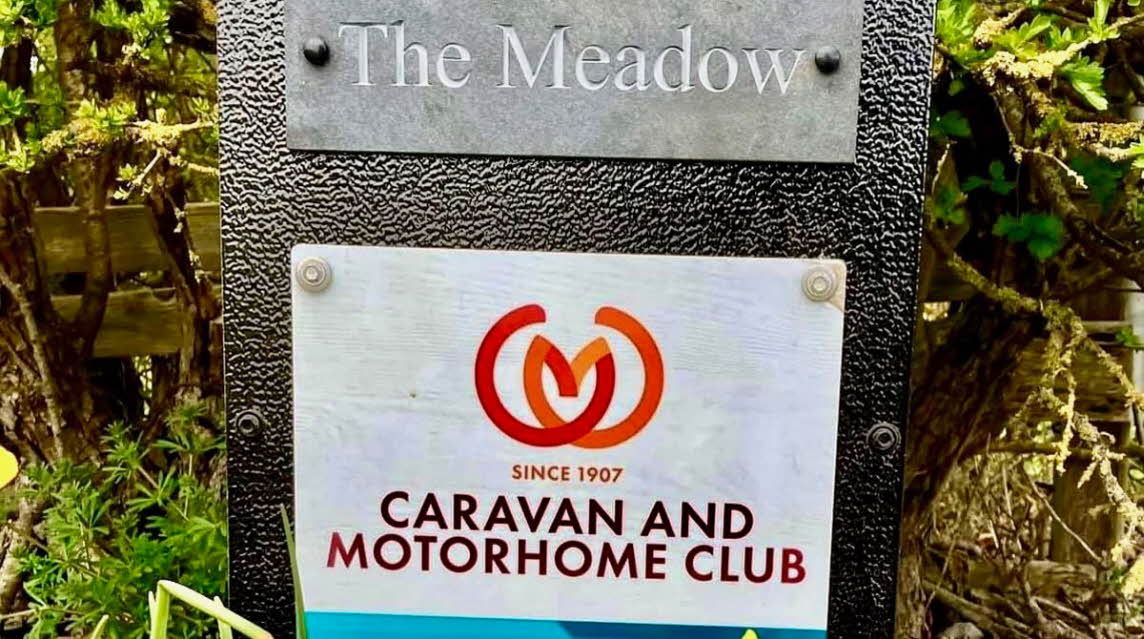 The Meadow
SINCE 1907
CARAVAN AND
MOTORHOME CLUB